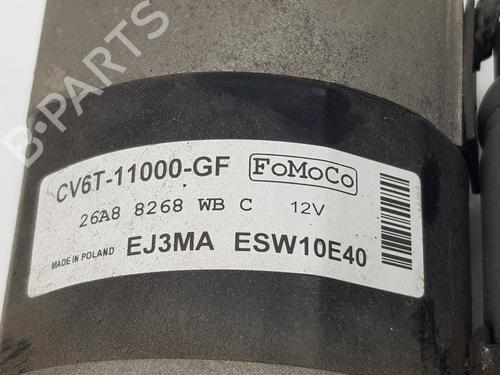 B-PARTS
CV6T-11000-GF FoMoCo
26A8 8268 WB C 12V
MADE IN POLAND EJ3MA ESW10E40